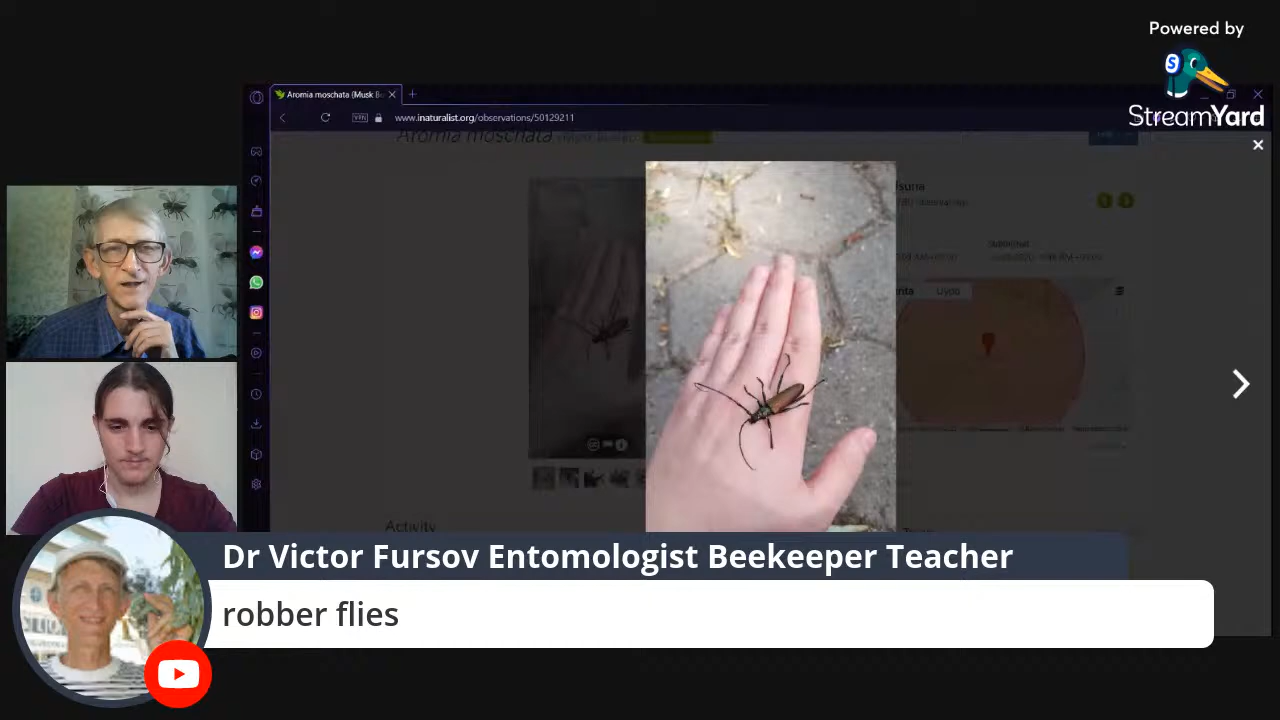 Powered by
StreamYard
Aromia moschata (Musk Be
www.inaturalist.org/observations/50129211
VPN
Aromia moschata
Activity
Dr Victor Fursov Entomologist Beekeeper Teacher
robber flies